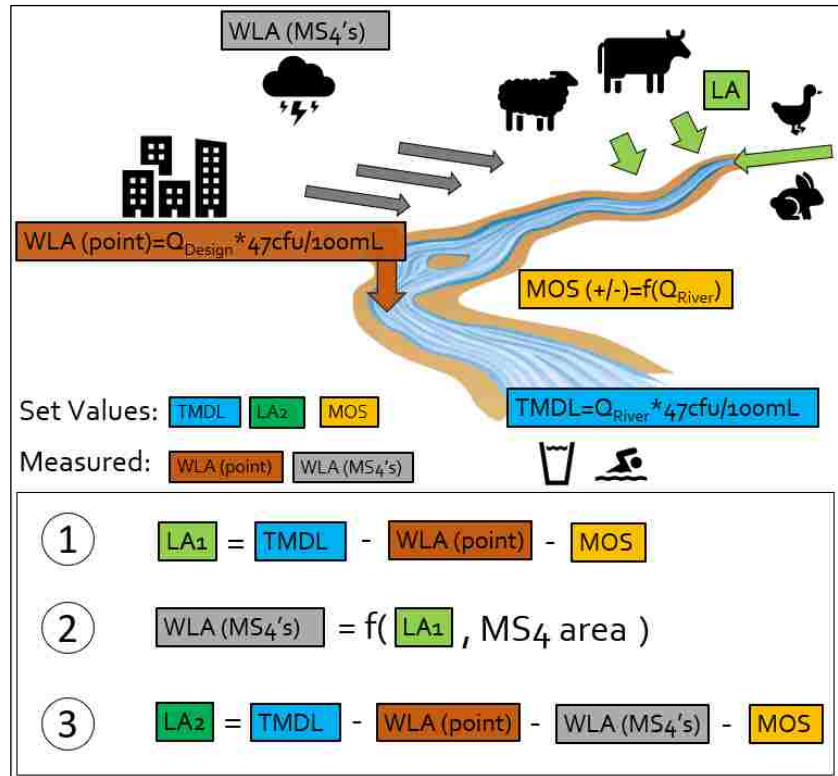 WLA (MS4's)
LA
WLA (point)=QDesign*47cfu/100mL
MOS (+/-)=f(QRiver)
TMDL=QRiver*47cfu/100mL
Set Values: TMDL LA2 MOS
Measured: WLA (point) WLA (MS4's)
1 LA1 = TMDL - WLA (point) - MOS
2 WLA (MS4's) = f( LA1 , MS4 area )
3 LA2 = TMDL - WLA (point) - WLA (MS4's) - MOS